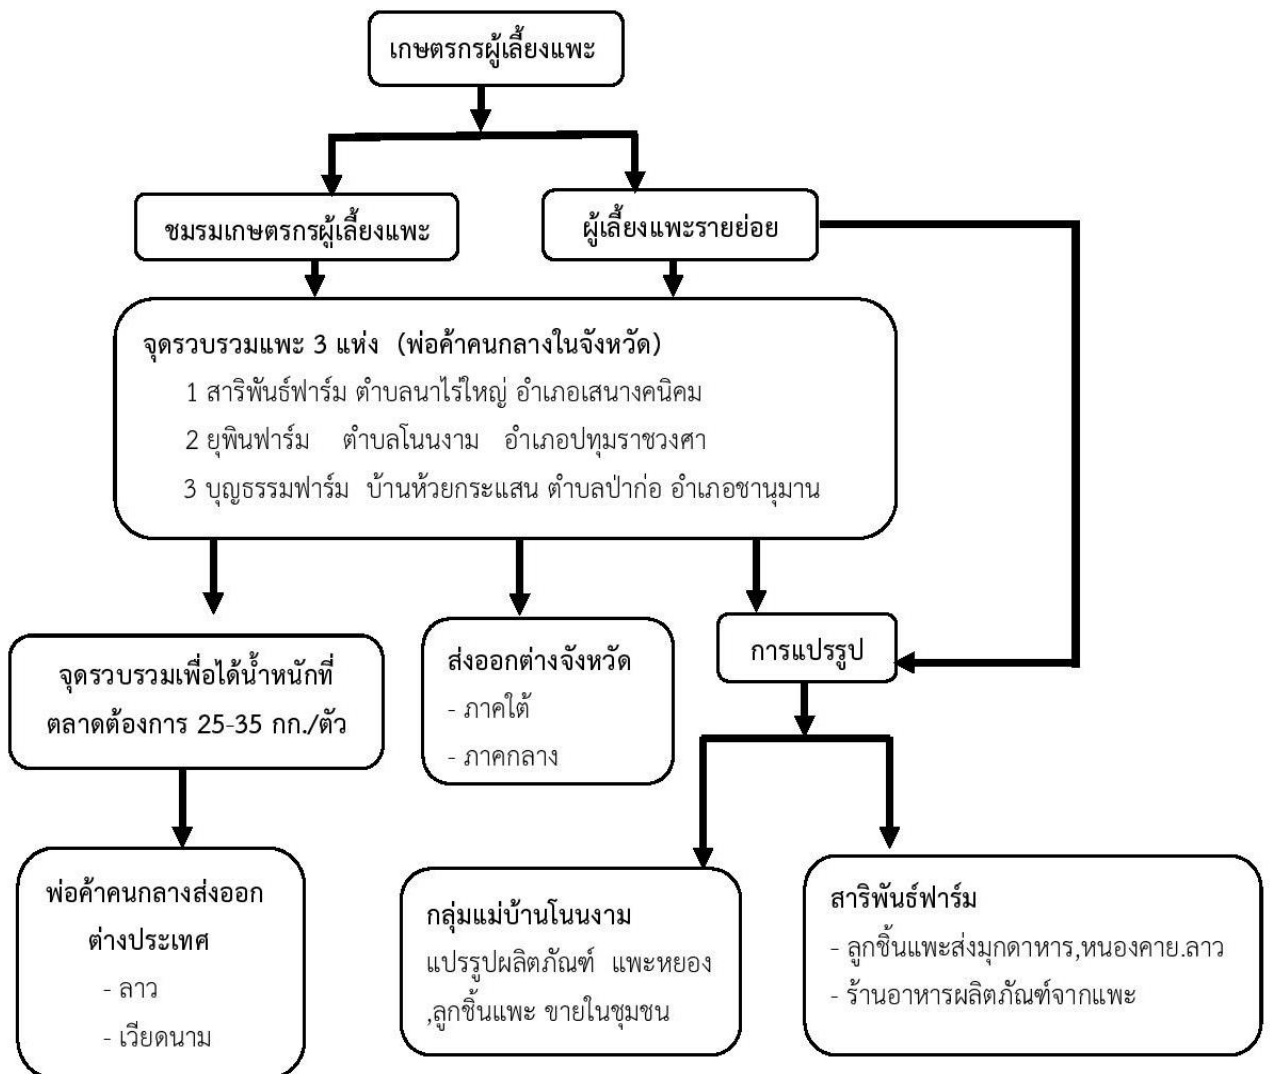 เกษตรกรผู้เลี้ยงแพะ
ชมรมเกษตรกรผู้เลี้ยงแพะ
ผู้เลี้ยงแพะรายย่อย
จุดรวบรวมแพะ 3 แห่ง (พ่อค้าคนกลางในจังหวัด)
1 สาริพันธ์ฟาร์ม ตำบลนาไร่ใหญ่ อำเภอเสนางคนิคม
2 ยุพินฟาร์ม ตำบลโนนงาม อำเภอปทุมราชวงศา
3 บุญธรรมฟาร์ม บ้านห้วยกระแสน ตำบลป่าก่อ อำเภอชานุมาน
จุดรวบรวมเพื่อได้น้ำหนักที่
ตลาดต้องการ 25-35 กก./ตัว
ส่งออกต่างจังหวัด
- ภาคใต้
- ภาคกลาง
การแปรรูป
พ่อค้าคนกลางส่งออก
ต่างประเทศ
- ลาว
- เวียดนาม
กลุ่มแม่บ้านโนนงาม
แปรรูปผลิตภัณฑ์ แพะหยอง
,ลูกชิ้นแพะ ขายในชุมชน
สาริพันธ์ฟาร์ม
- ลูกชิ้นแพะส่งมุกดาหาร,หนองคาย.ลาว
- ร้านอาหารผลิตภัณฑ์จากแพะ